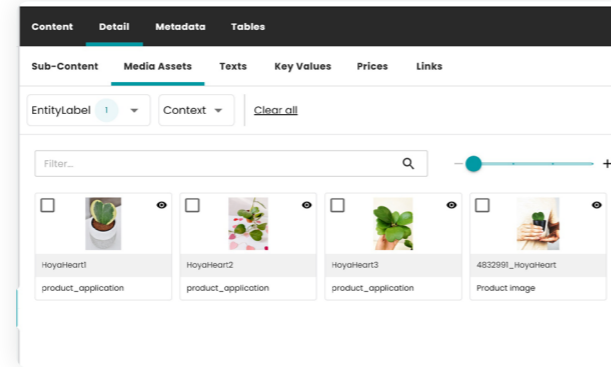 Content Detail Metadata Tables
Sub-Content Media Assets Texts Key Values Prices Links
EntityLabel 1 Context Clear all
Filter...
HoyaHeart1 HoyaHeart2 HoyaHeart3 4832991_HoyaHeart
product_application product_application product_application Product image